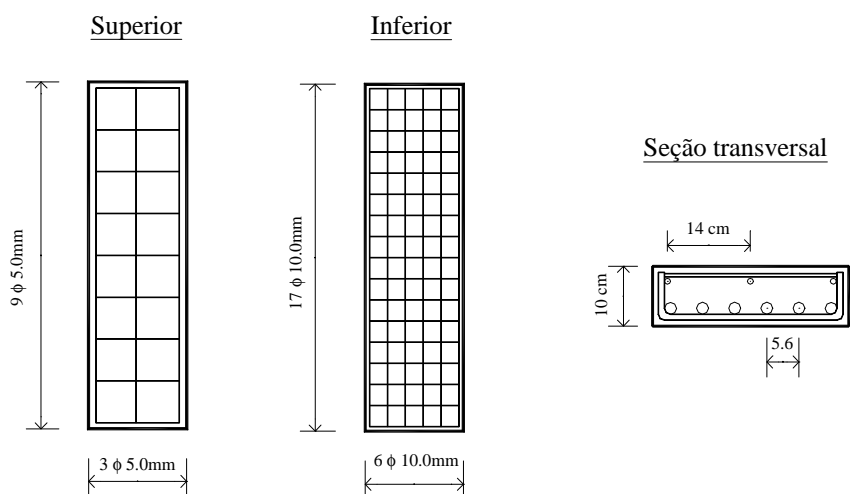 Superior
Inferior
Seção transversal
9 ϕ 5.0mm
17 ϕ 10.0mm
14 cm
10 cm
5.6
3 ϕ 5.0mm
6 ϕ 10.0mm